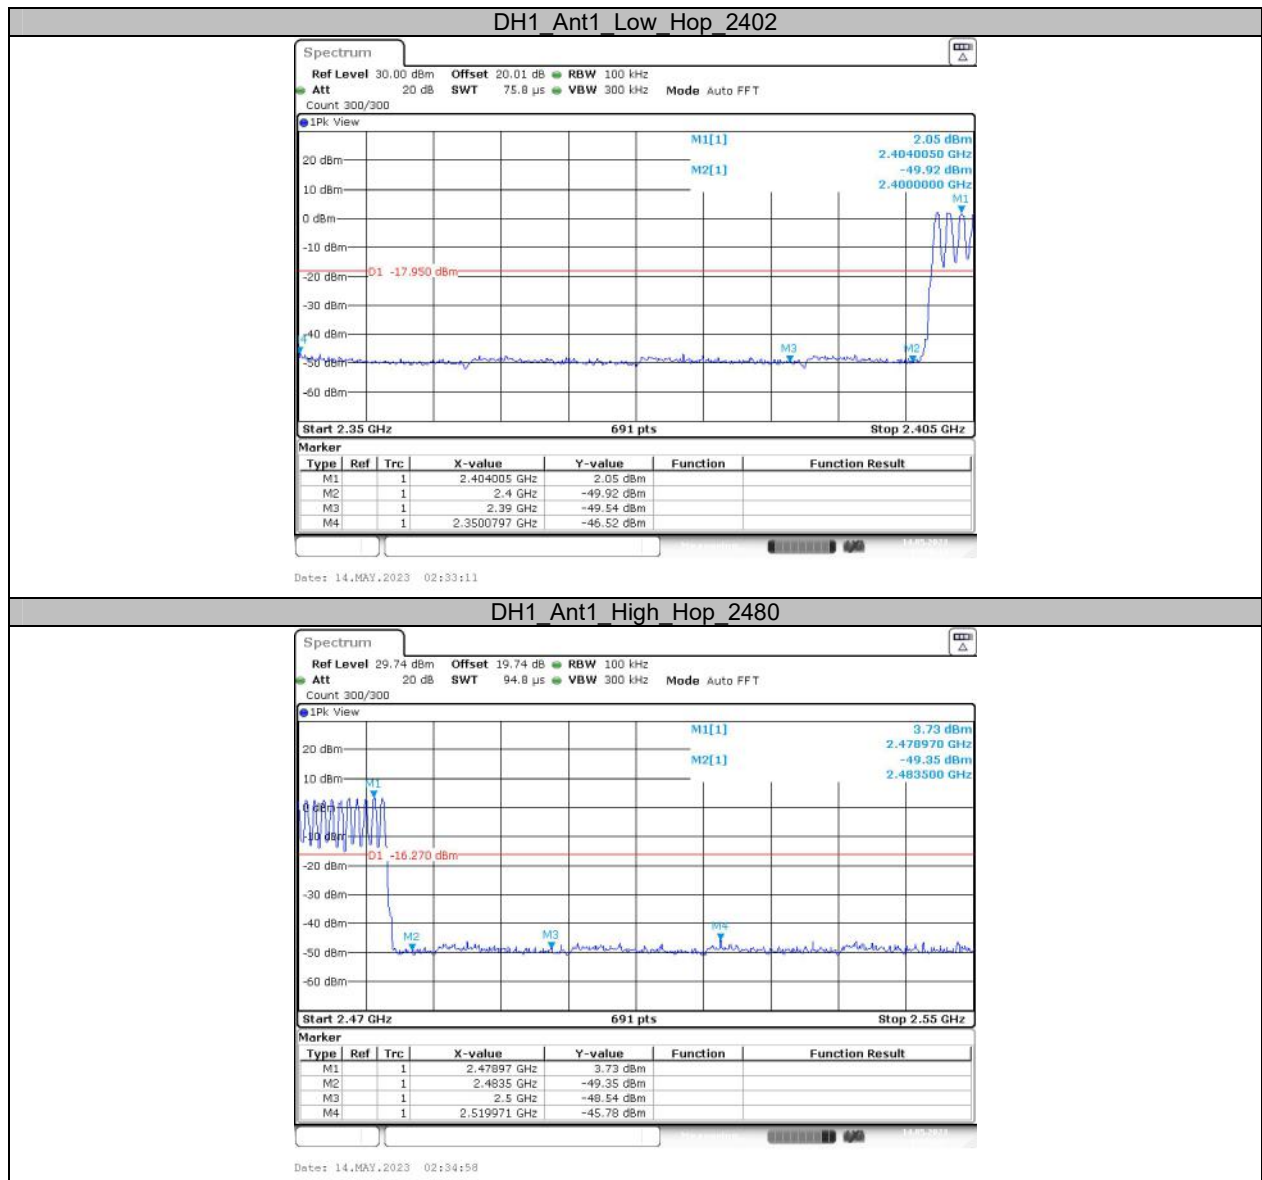 DH1_Ant1_Low_Hop_2402
Spectrum
Ref Level 30.00 dBm Offset 20.01 dB RBW 100 kHz
Att 20 dB SWT 75.8 µs VBW 300 kHz Mode Auto FFT
Count 300/300
1Pk View
M1[1] 2.05 dBm
2.4040050 GHz
M2[1] -49.92 dBm
2.4000000 GHz
20 dBm
10 dBm
M1
0 dBm
-10 dBm
D1 -17.950 dBm
-20 dBm
-30 dBm
-40 dBm
4
M3
M2
-50 dBm
-60 dBm
Start 2.35 GHz 691 pts Stop 2.405 GHz
Marker
Type Ref Trc X-value Y-value Function Function Result
M1 1 2.404005 GHz 2.05 dBm
M2 1 2.4 GHz -49.92 dBm
M3 1 2.39 GHz -49.54 dBm
M4 1 2.3500797 GHz -46.52 dBm
14.05.2023
Date: 14.MAY.2023 02:33:11
DH1_Ant1_High_Hop_2480
Spectrum
Ref Level 29.74 dBm Offset 19.74 dB RBW 100 kHz
Att 20 dB SWT 94.8 µs VBW 300 kHz Mode Auto FFT
Count 300/300
1Pk View
M1[1] 3.73 dBm
2.478970 GHz
M2[1] -49.35 dBm
2.483500 GHz
20 dBm
10 dBm
M1
0 dBm
-10 dBm
D1 -16.270 dBm
-20 dBm
-30 dBm
-40 dBm
M2
M3
M4
-50 dBm
-60 dBm
Start 2.47 GHz 691 pts Stop 2.55 GHz
Marker
Type Ref Trc X-value Y-value Function Function Result
M1 1 2.47897 GHz 3.73 dBm
M2 1 2.4835 GHz -49.35 dBm
M3 1 2.5 GHz -48.54 dBm
M4 1 2.519971 GHz -45.78 dBm
14.05.2023
Date: 14.MAY.2023 02:34:58